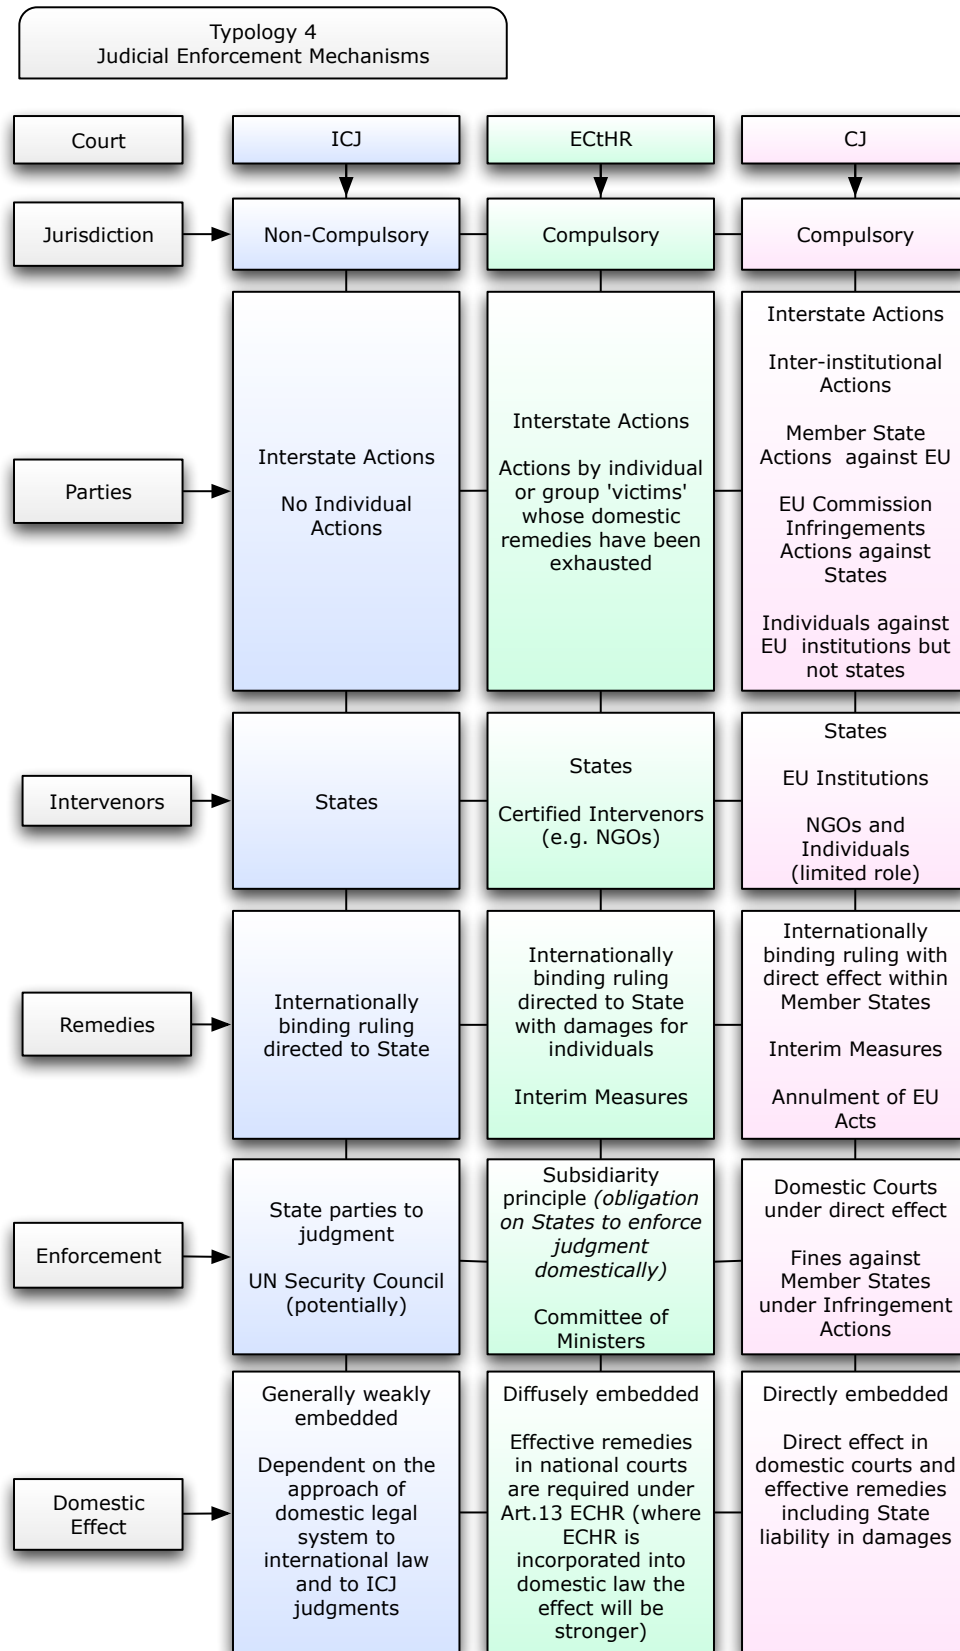 Typology 4
Judicial Enforcement Mechanisms
Court
ICJ
ECtHR
CJ
Jurisdiction
Non-Compulsory
Compulsory
Compulsory
Parties
Interstate Actions
No Individual
Actions
Interstate Actions
Actions by individual
or group 'victims'
whose domestic
remedies have been
exhausted
Interstate Actions
Inter-institutional
Actions
Member State
Actions against EU
EU Commission
Infringements
Actions against
States
Individuals against
EU institutions but
not states
Intervenors
States
States
Certified Intervenors
(e.g. NGOs)
States
EU Institutions
NGOs and
Individuals
(limited role)
Remedies
Internationally
binding ruling
directed to State
Internationally
binding ruling
directed to State
with damages for
individuals
Interim Measures
Internationally
binding ruling with
direct effect within
Member States
Interim Measures
Annulment of EU
Acts
Enforcement
State parties to
judgment
UN Security Council
(potentially)
Subsidiarity
principle (obligation
on States to enforce
judgment
domestically)
Committee of
Ministers
Domestic Courts
under direct effect
Fines against
Member States
under Infringement
Actions
Domestic
Effect
Generally weakly
embedded
Dependent on the
approach of
domestic legal
system to
international law
and to ICJ
judgments
Diffusely embedded
Effective remedies
in national courts
are required under
Art.13 ECHR (where
ECHR is
incorporated into
domestic law the
effect will be
stronger)
Directly embedded
Direct effect in
domestic courts and
effective remedies
including State
liability in damages